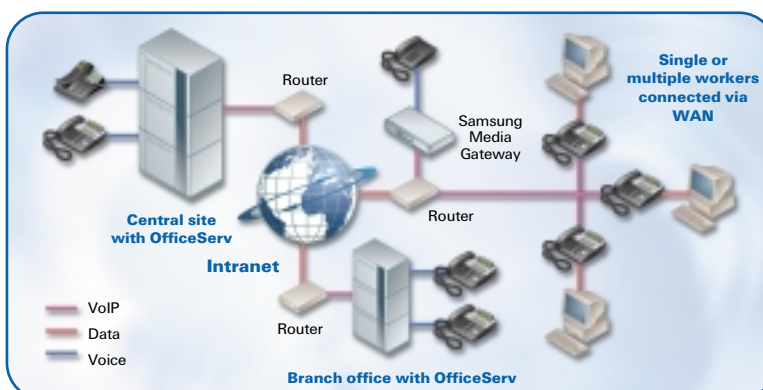 Router
Single or
multiple workers
connected via
WAN
Samsung
Media
Gateway
Central site
with OfficeServ
Router
Intranet
VoIP
Data
Voice
Router
Branch office with OfficeServ